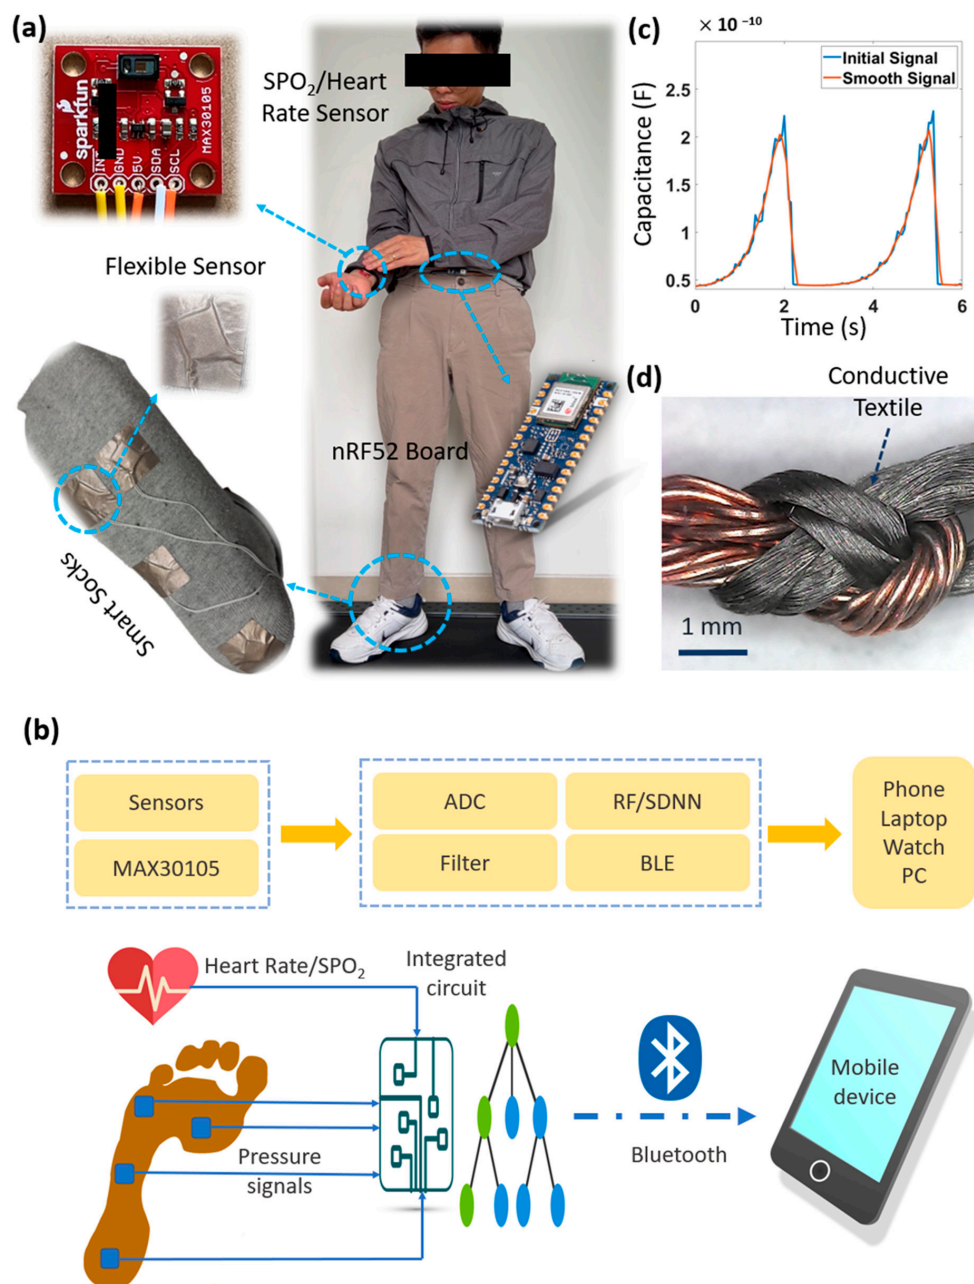 (a)
sparkfun
INT
GND
5V
SDA
SCL
MAX30105
SPO₂/Heart
Rate Sensor
Flexible Sensor
nRF52 Board
Smart Socks
(c)
× 10⁻¹⁰
Initial Signal
Smooth Signal
Capacitance (F)
2.5
2
1.5
1
0.5
0
2
4
6
Time (s)
(d)
Conductive
Textile
1 mm
(b)
Sensors
MAX30105
ADC
RF/SDNN
Filter
BLE
Phone
Laptop
Watch
PC
Heart Rate/SPO₂
Integrated
circuit
Pressure
signals
Bluetooth
Mobile
device